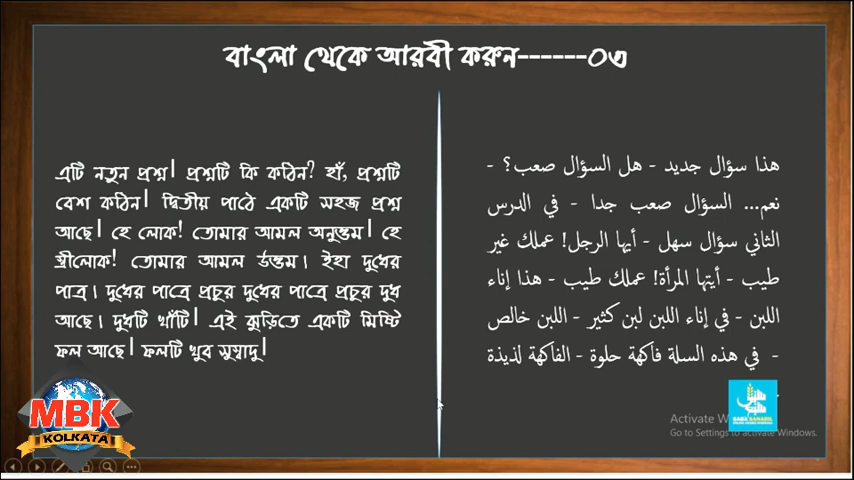 বাংলা থেকে আরবী করুন------০৩
এটি নতুন প্রশ্ন| প্রশ্নটি কি কঠিন? হাঁ, প্রশ্নটি
বেশ কঠিন| দ্বিতীয় পাঠে একটি সহজ প্রশ্ন
আছে| হে লোক! তোমার আমল অনুত্তম| হে
স্ত্রীলোক! তোমার আমল উত্তম। ইহা দুধের
পাত্র। দুধের পাত্রে প্রচুর দুধের পাত্রে প্রচুর দুধ
আছে। দুধটি খাঁটি| এই ঝুড়িতে একটি মিষ্টি
ফল আছে| ফলটি খুব সুস্বাদু|
هذا سؤال جديد - هل السؤال صعب؟ -
نعم... السؤال صعب جدا - في الدرس
الثاني سؤال سهل - أيها الرجل! عملك غير
طيب - أيتها المرأة! عملك طيب - هذا إناء
اللبن - في إناء اللبن لبن كثير - اللبن خالص
- في هذه السلة فاكهة حلوة - الفاكهة لذيذة
MBK
KOLKATA
Activate W
Go to Settings to activate Windows.